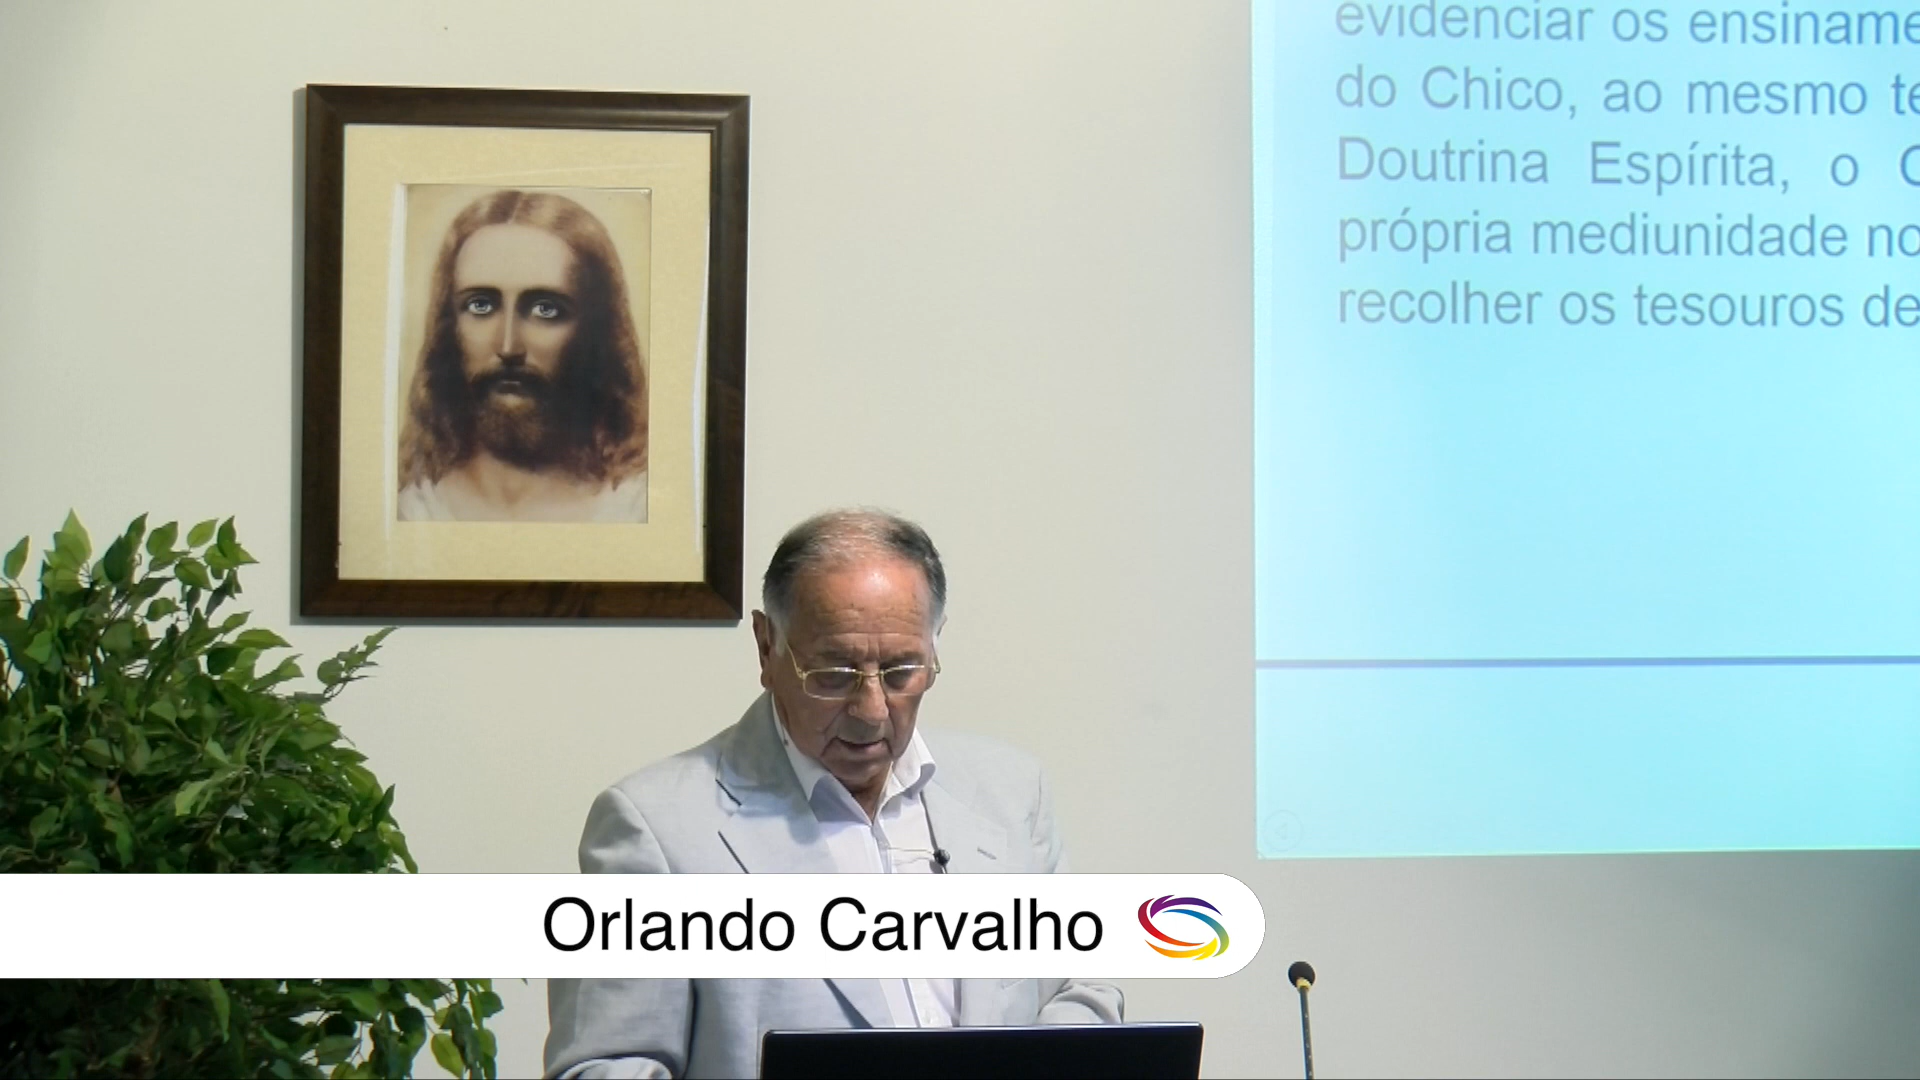 evidenciar os ensiname
do Chico, ao mesmo te
Doutrina Espírita, o
própria mediunidade no
recolher os tesouros de
Orlando Carvalho